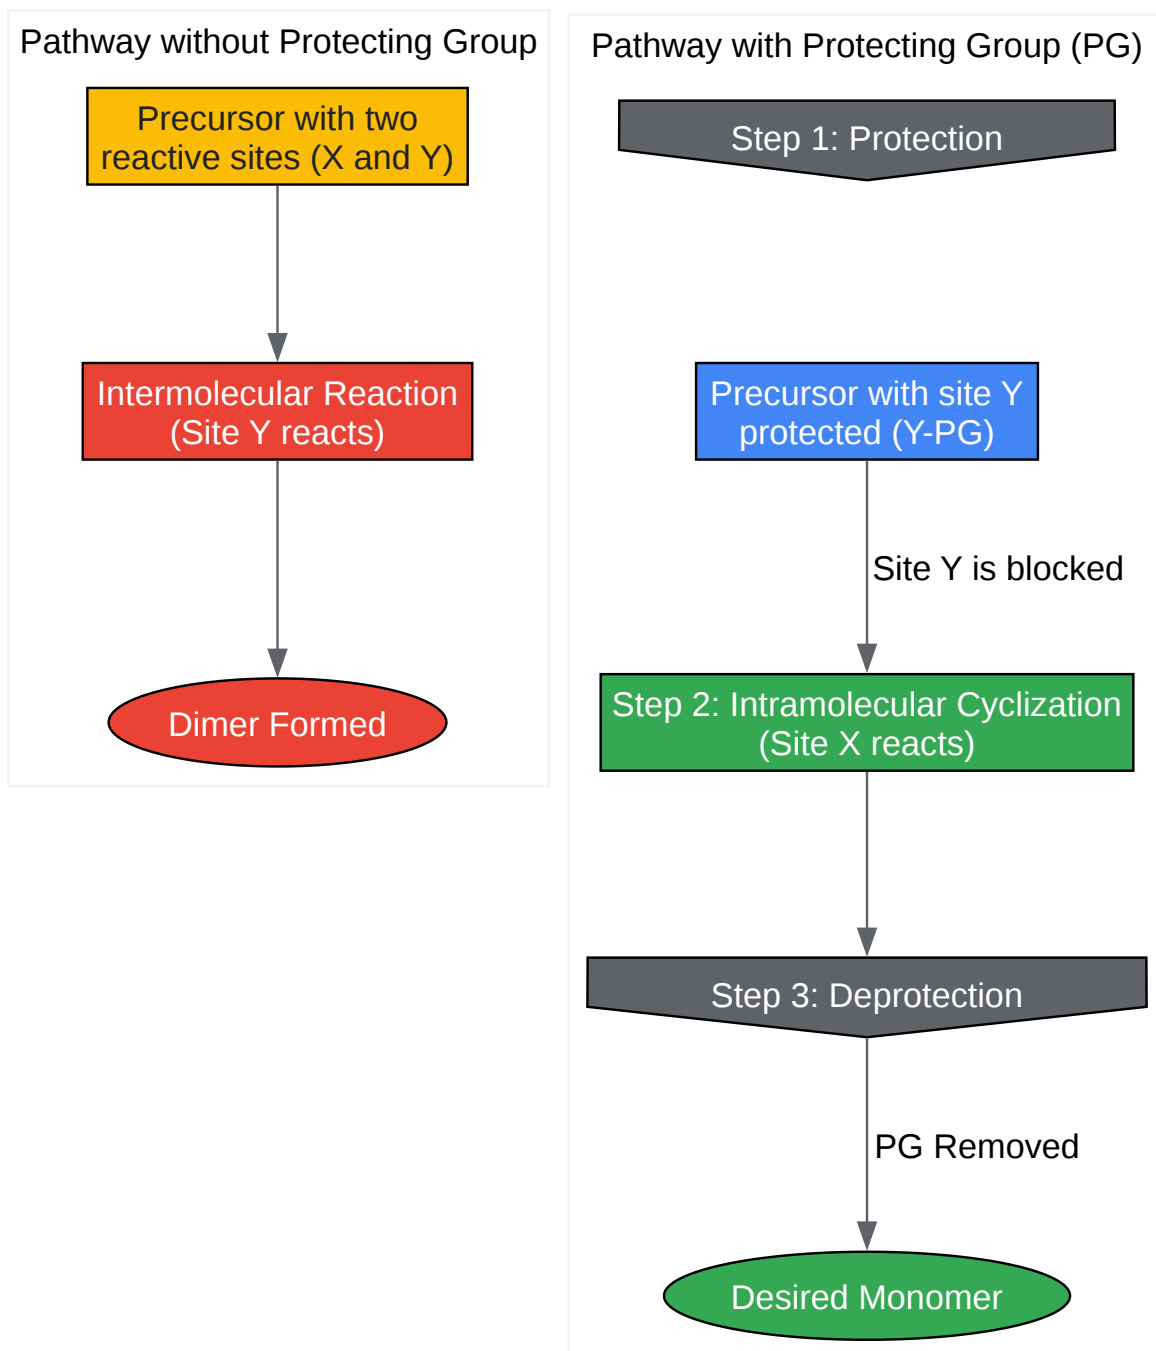 Pathway without Protecting Group
Precursor with two
reactive sites (X and Y)
Intermolecular Reaction
(Site Y reacts)
Dimer Formed
Pathway with Protecting Group (PG)
Step 1: Protection
Precursor with site Y
protected (Y-PG)
Site Y is blocked
Step 2: Intramolecular Cyclization
(Site X reacts)
Step 3: Deprotection
PG Removed
Desired Monomer